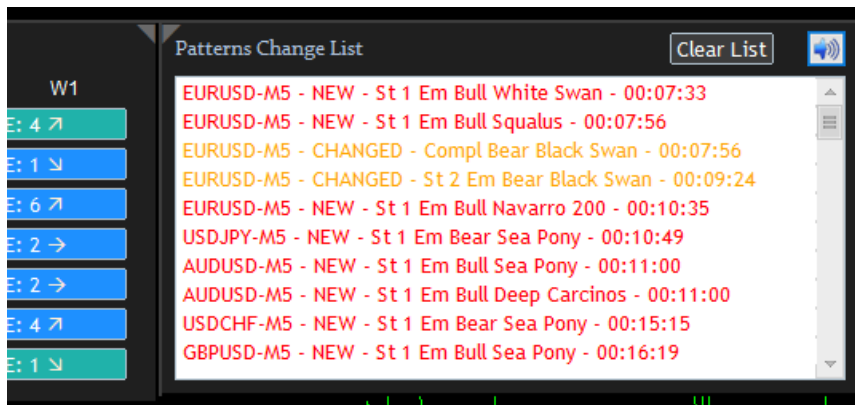 W1
E: 4 ↗
E: 1 ↘
E: 6 ↗
E: 2 →
E: 2 →
E: 4 ↗
E: 1 ↘
Patterns Change List
Clear List
EURUSD-M5 - NEW - St 1 Em Bull White Swan - 00:07:33
EURUSD-M5 - NEW - St 1 Em Bull Squalus - 00:07:56
EURUSD-M5 - CHANGED - Compl Bear Black Swan - 00:07:56
EURUSD-M5 - CHANGED - St 2 Em Bear Black Swan - 00:09:24
EURUSD-M5 - NEW - St 1 Em Bull Navarro 200 - 00:10:35
USDJPY-M5 - NEW - St 1 Em Bear Sea Pony - 00:10:49
AUDUSD-M5 - NEW - St 1 Em Bull Sea Pony - 00:11:00
AUDUSD-M5 - NEW - St 1 Em Bull Deep Carcinos - 00:11:00
USDCHF-M5 - NEW - St 1 Em Bear Sea Pony - 00:15:15
GBPUSD-M5 - NEW - St 1 Em Bull Sea Pony - 00:16:19